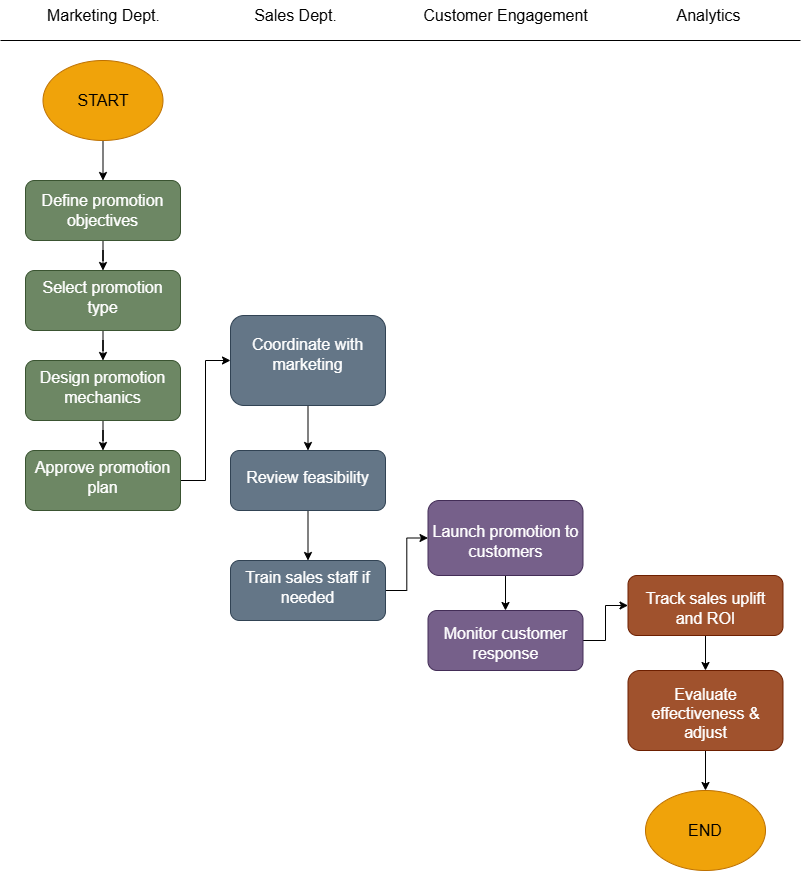 Marketing Dept.
Sales Dept.
Customer Engagement
Analytics
START
Define promotion
objectives
Select promotion
type
Design promotion
mechanics
Approve promotion
plan
Coordinate with
marketing
Review feasibility
Train sales staff if
needed
Launch promotion to
customers
Monitor customer
response
Track sales uplift
and ROI
Evaluate
effectiveness &
adjust
END